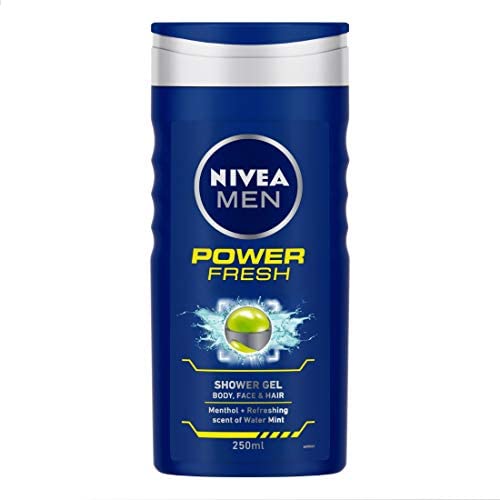 NIVEA
MEN
POWER
FRESH
SHOWER GEL
BODY, FACE & HAIR
Menthol + Refreshing
scent of Water Mint
250ml